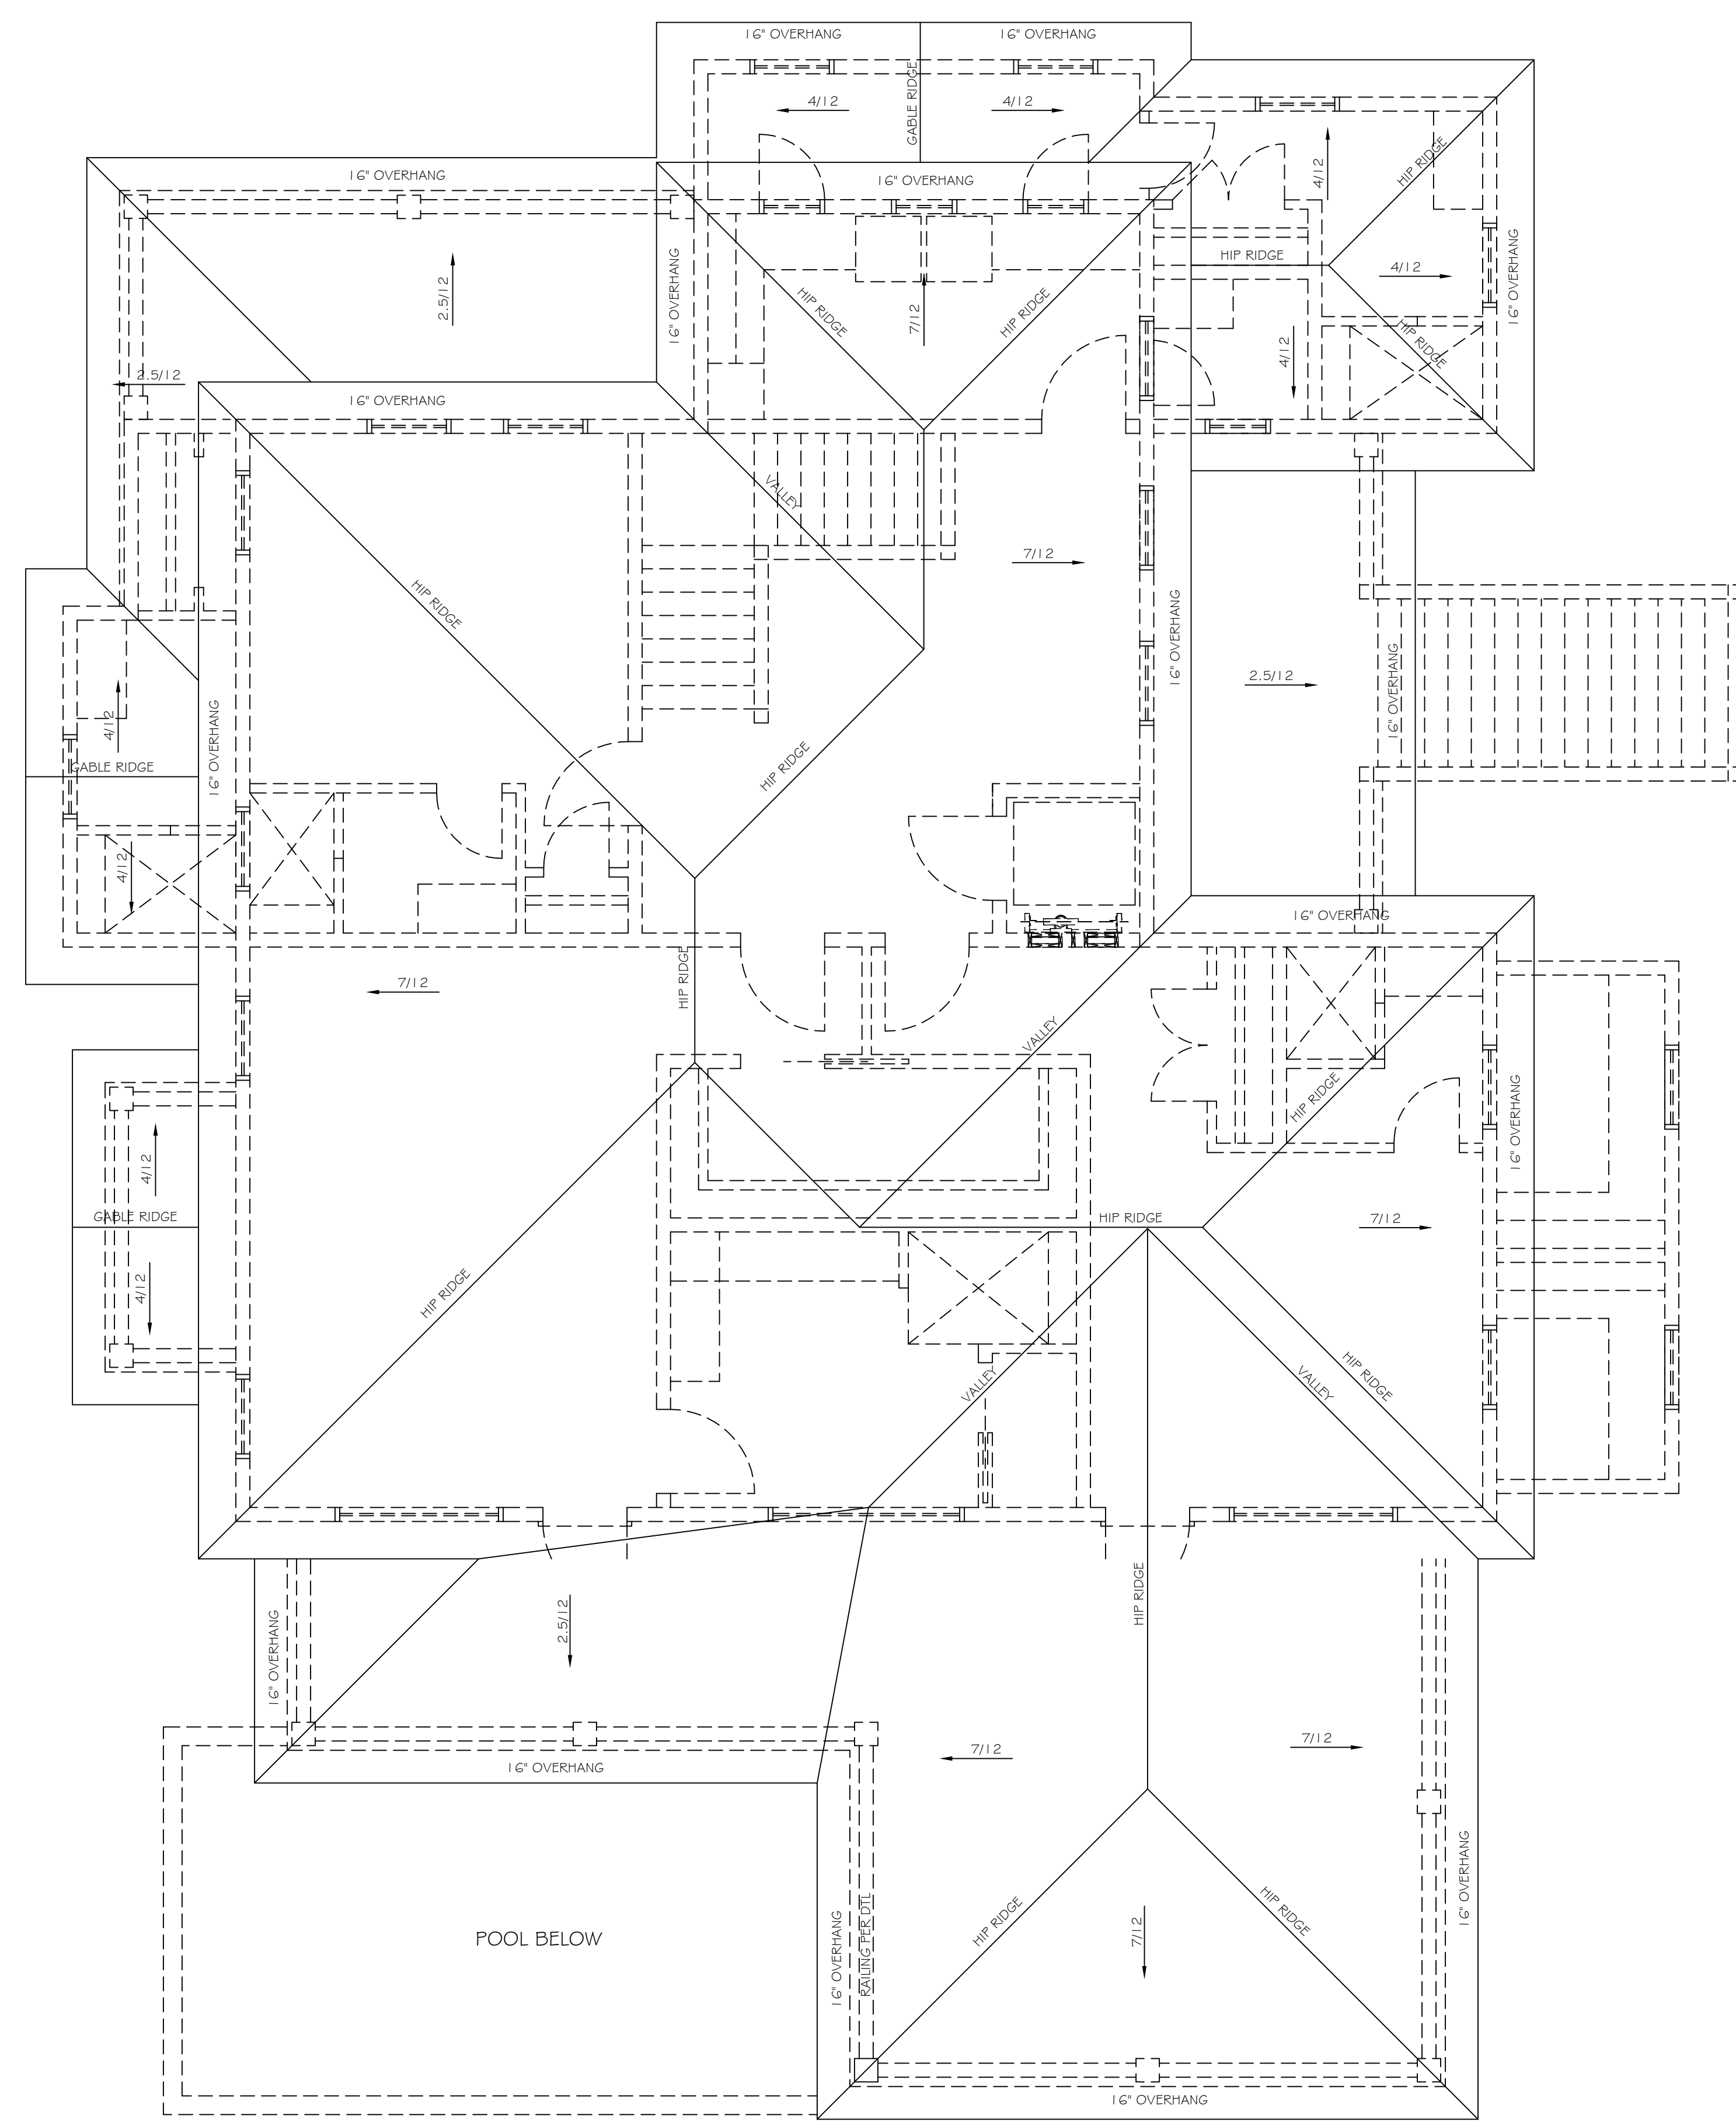 16" OVERHANG
16" OVERHANG
GABLE RIDGE
4/12
4/12
16" OVERHANG
16" OVERHANG
4/12
HIP RIDGE
16" OVERHANG
HIP RIDGE
4/12
16" OVERHANG
2.5/12
HIP RIDGE
7/12
HIP RIDGE
4/12
HIP RIDGE
2.5/12
16" OVERHANG
VALLEY
7/12
HIP RIDGE
16" OVERHANG
2.5/12
16" OVERHANG
4/12
GABLE RIDGE
16" OVERHANG
HIP RIDGE
4/12
16" OVERHANG
7/12
HIP RIDGE
VALLEY
HIP RIDGE
16" OVERHANG
4/12
GABLE RIDGE
HIP RIDGE
7/12
4/12
HIP RIDGE
VALLEY
VALLEY
HIP RIDGE
HIP RIDGE
2.5/12
16" OVERHANG
7/12
7/12
16" OVERHANG
16" OVERHANG
HIP RIDGE
HIP RIDGE
7/12
POOL BELOW
16" OVERHANG
RAILING PER DTL
16" OVERHANG